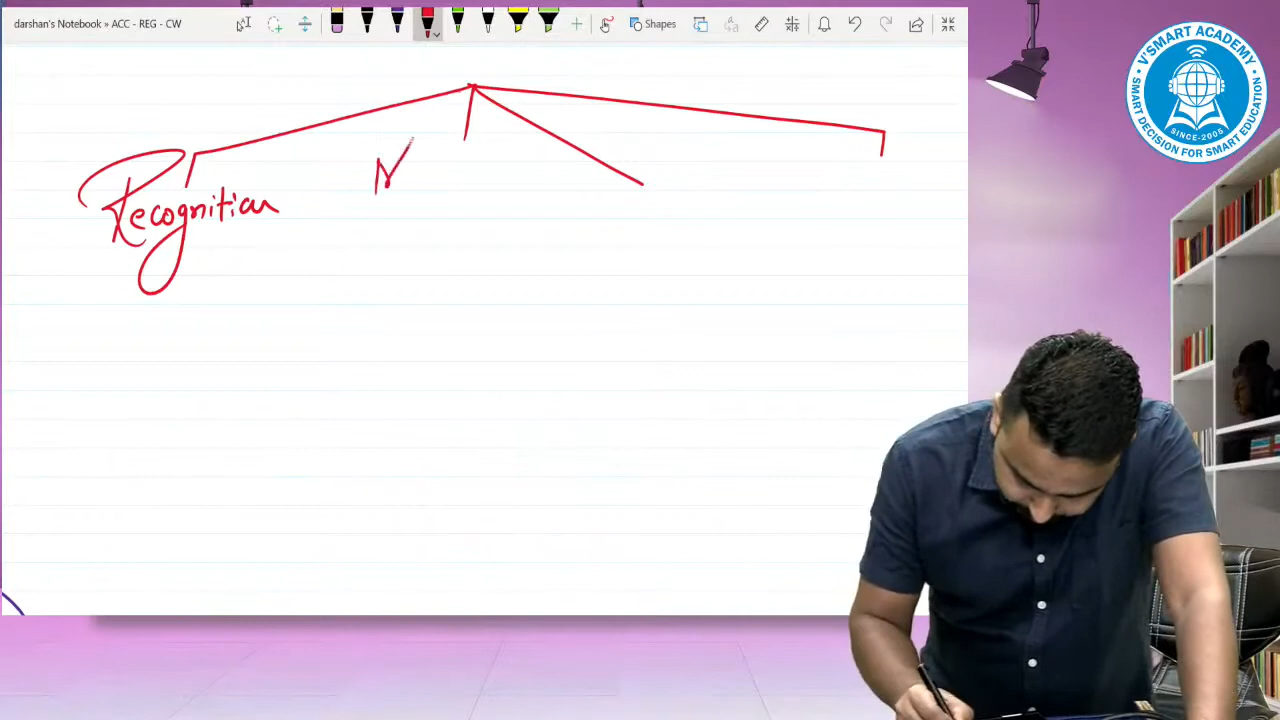 darshan's Notebook » ACC - REG - CW
Shapes
Recognition
V'SMART ACADEMY
SINCE-2005
SMART DECISION FOR SMART EDUCATION